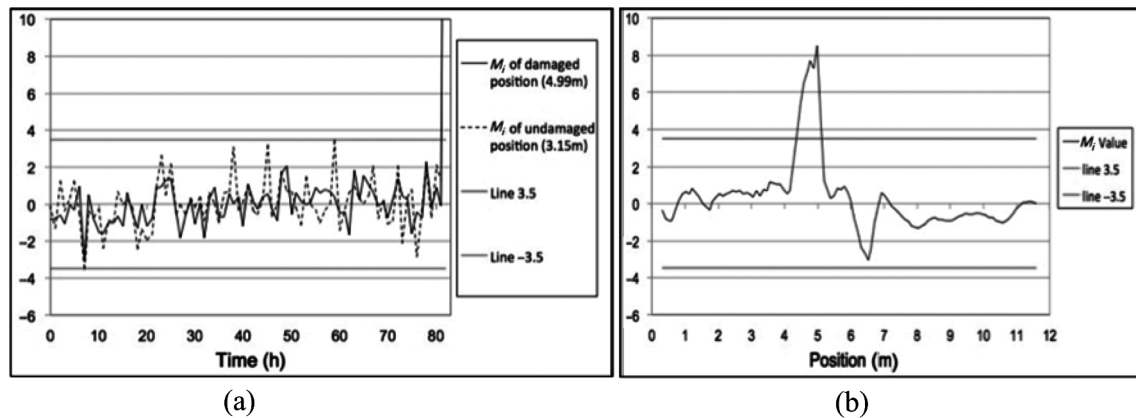 10
8
6
4
2
0
−2
−4
−6
0 10 20 30 40 50 60 70 80
Time (h)
Mi of damaged
position (4.99m)
Mi of undamaged
position (3.15m)
Line 3.5
Line −3.5
(a)
10
8
6
4
2
0
−2
−4
−6
0 1 2 3 4 5 6 7 8 9 10 11 12
Position (m)
Mi Value
line 3.5
line −3.5
(b)